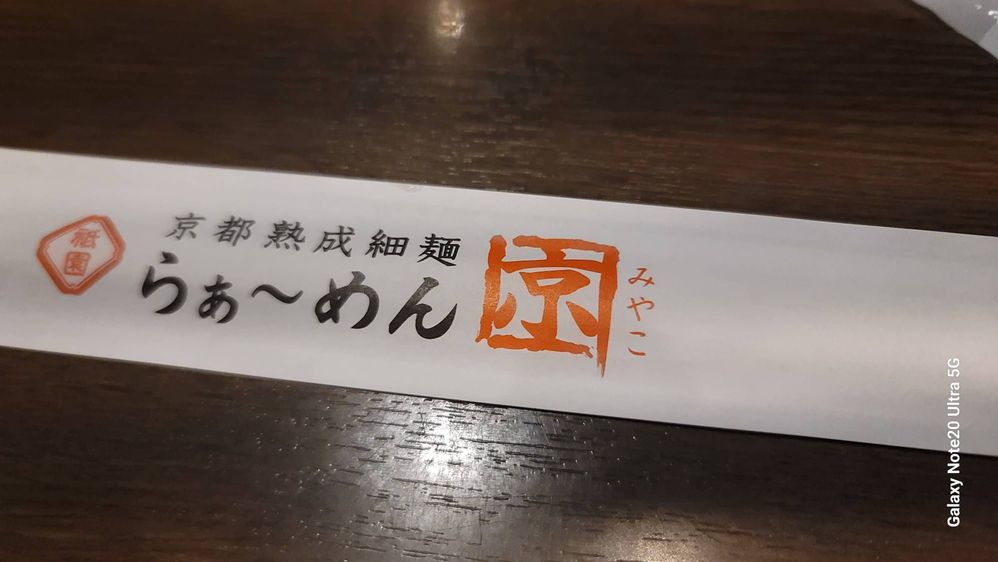 祇園
京都熟成細麺
らぁ〜めん
京
みやこ
Galaxy Note20 Ultra 5G